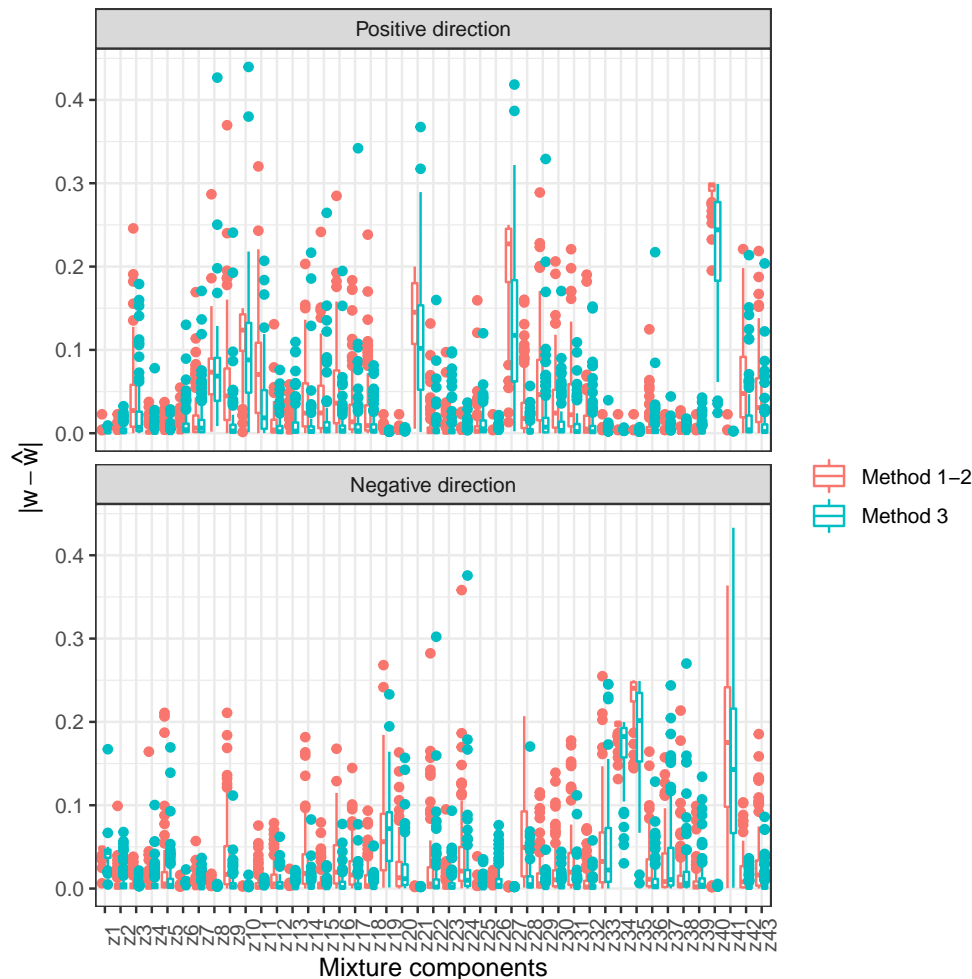 Positive direction
0.4
0.3
0.2
0.1
0.0
Negative direction
0.4
0.3
0.2
0.1
0.0
|w − ŵ|
z1
z2
z3
z4
z5
z6
z7
z8
z9
z10
z11
z12
z13
z14
z15
z16
z17
z18
z19
z20
z21
z22
z23
z24
z25
z26
z27
z28
z29
z30
z31
z32
z33
z34
z35
z36
z37
z38
z39
z40
z41
z42
z43
Mixture components
Method 1−2
Method 3